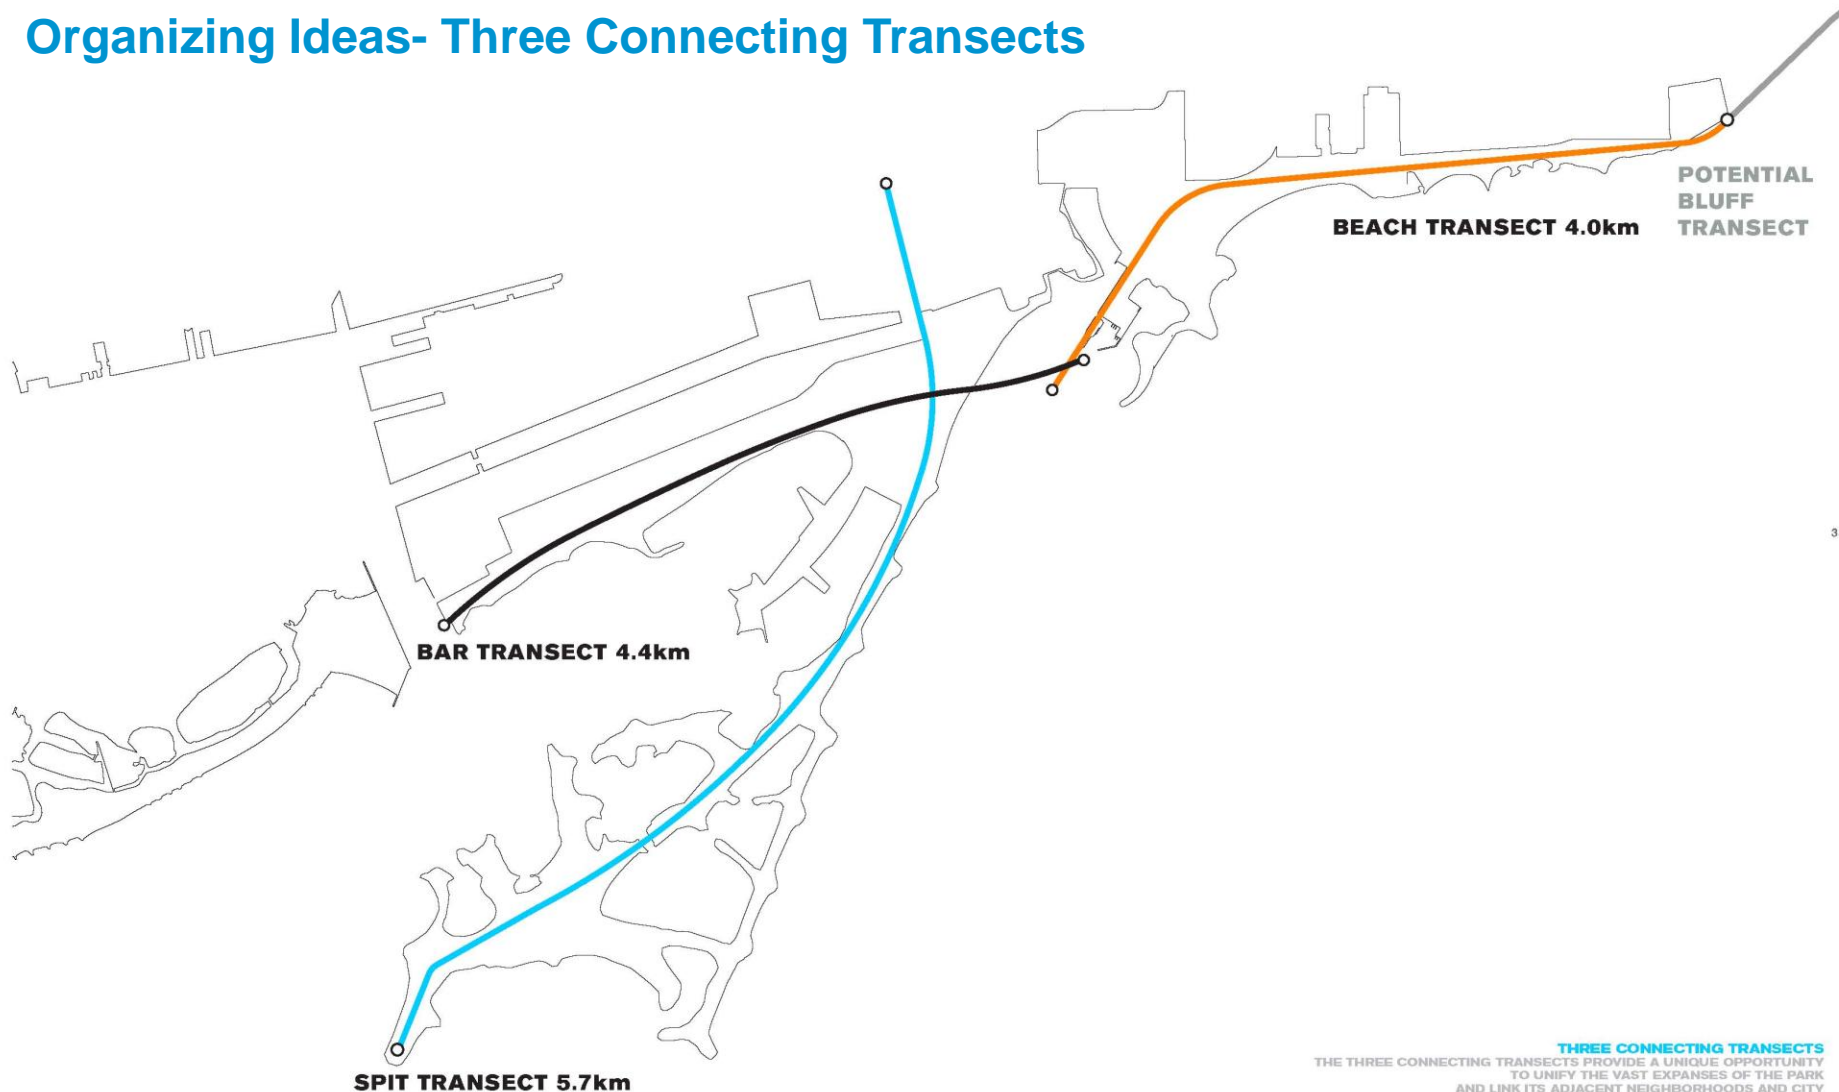 Organizing Ideas- Three Connecting Transects
POTENTIAL
BLUFF
TRANSECT
BEACH TRANSECT 4.0km
3
BAR TRANSECT 4.4km
SPIT TRANSECT 5.7km
THREE CONNECTING TRANSECTS
THE THREE CONNECTING TRANSECTS PROVIDE A UNIQUE OPPORTUNITY
TO UNIFY THE VAST EXPANSES OF THE PARK
AND LINK ITS ADJACENT NEIGHBORHOODS AND CITY